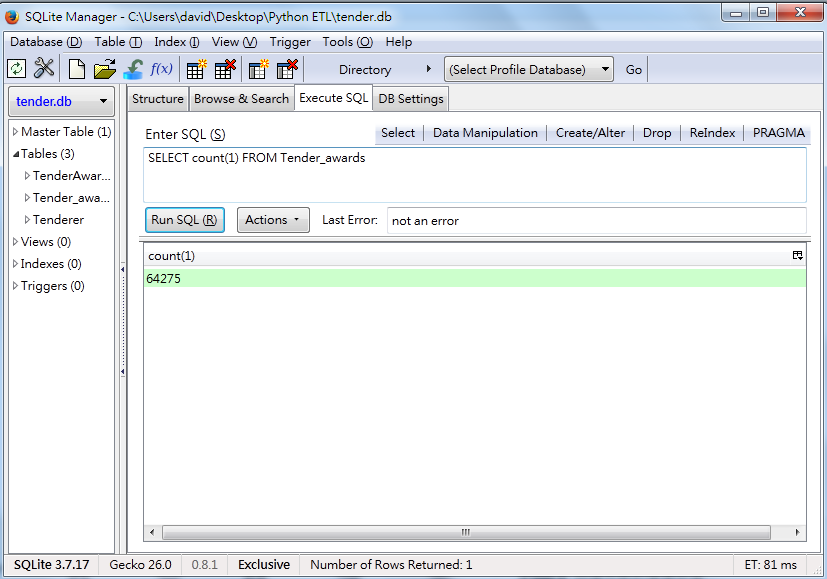 SQLite Manager - C:\Users\david\Desktop\Python ETL\tender.db
Database (D) Table (T) Index (I) View (V) Trigger Tools (O) Help
f(x) Directory (Select Profile Database) Go
tender.db
Master Table (1)
Tables (3)
TenderAwar...
Tender_awa...
Tenderer
Views (0)
Indexes (0)
Triggers (0)
Structure Browse & Search Execute SQL DB Settings
Enter SQL (S) Select Data Manipulation Create/Alter Drop ReIndex PRAGMA
SELECT count(1) FROM Tender_awards
Run SQL (R) Actions Last Error: not an error
count(1)
64275
SQLite 3.7.17 Gecko 26.0 0.8.1 Exclusive Number of Rows Returned: 1 ET: 81 ms